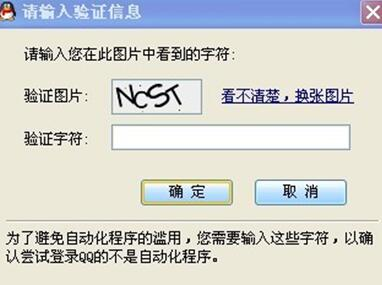 请输入验证信息
请输入您在此图片中看到的字符:
验证图片: NcST 看不清楚，换张图片
验证字符:
确 定 取 消
为了避免自动化程序的滥用，您需要输入这些字符，以确
认尝试登录QQ的不是自动化程序。